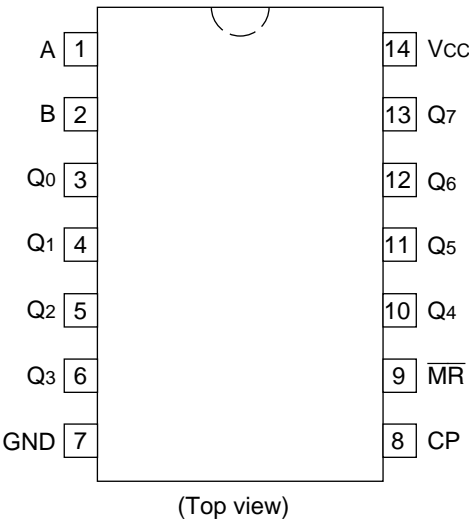 A 1 14 Vcc
B 2 13 Q7
Q0 3 12 Q6
Q1 4 11 Q5
Q2 5 10 Q4
Q3 6 9 M̅R̅
GND 7 8 CP
(Top view)